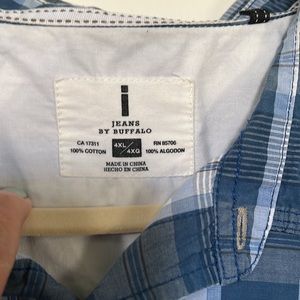 i
JEANS
BY BUFFALO
CA 17311 4XL/4XG RN 85706
100% COTTON 100% ALGODON
MADE IN CHINA
HECHO EN CHINA